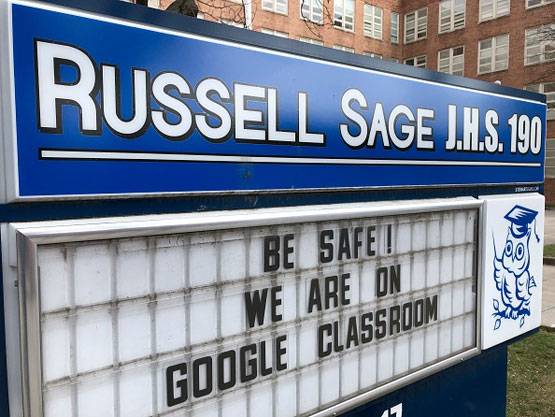 RUSSELL SAGE J.H.S. 190
BE SAFE!
WE ARE ON
GOOGLE CLASSROOM